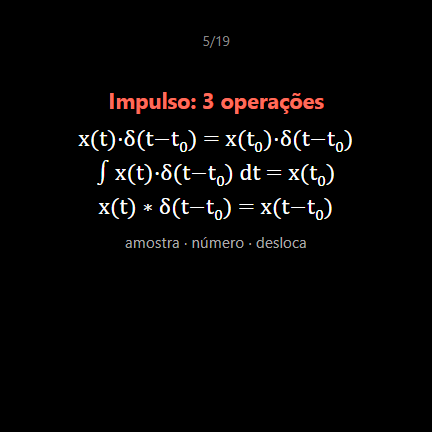 5/19
Impulso: 3 operações
x(t)·δ(t−t₀) = x(t₀)·δ(t−t₀)
∫ x(t)·δ(t−t₀) dt = x(t₀)
x(t) ∗ δ(t−t₀) = x(t−t₀)
amostra · número · desloca